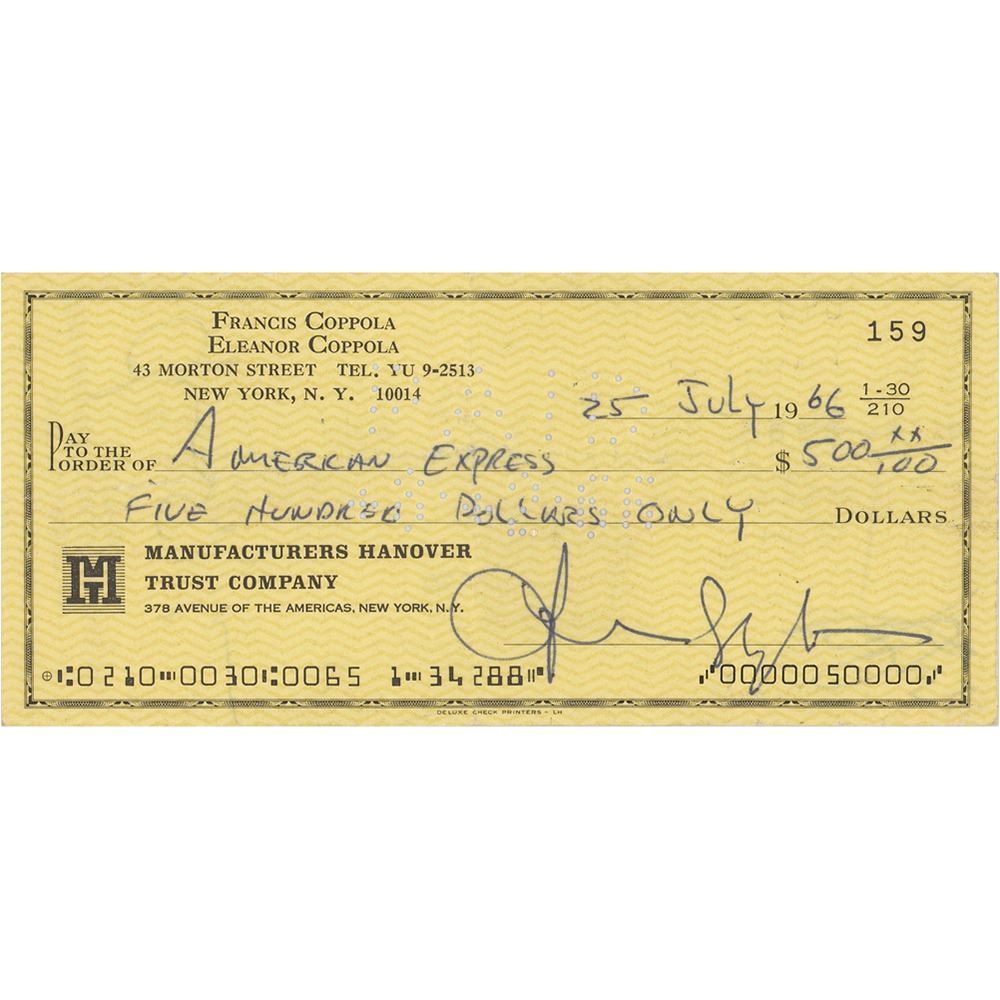 FRANCIS COPPOLA
ELEANOR COPPOLA
159
43 MORTON STREET TEL. YU 9-2513
NEW YORK, N. Y. 10014
25 July 1966 1-30/210
PAY TO THE ORDER OF AMERICAN EXPRESS $ 500 xx/100
FIVE HUNDRED DOLLARS ONLY DOLLARS
MANUFACTURERS HANOVER
TRUST COMPANY
378 AVENUE OF THE AMERICAS, NEW YORK, N.Y.
⑆0210⑉0030⑆0065 1⑉34288⑈ ⑇0000050000⑇
DELUXE CHECK PRINTERS - LH